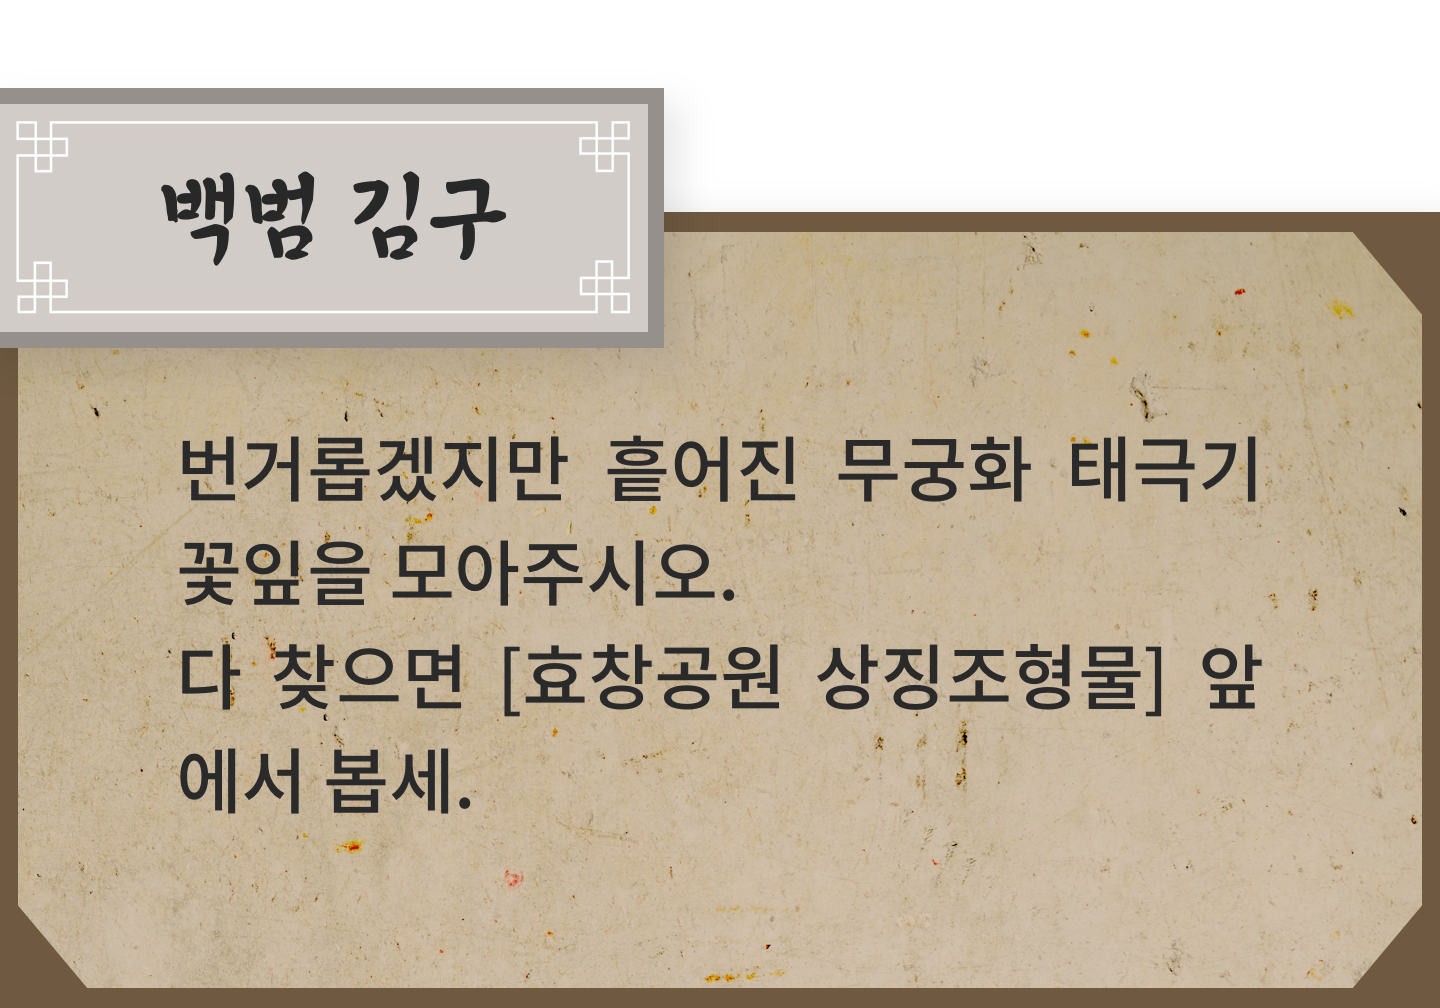 백범 김구
번거롭겠지만 흩어진 무궁화 태극기
꽃잎을 모아주시오.
다 찾으면 [효창공원 상징조형물] 앞
에서 봅세.